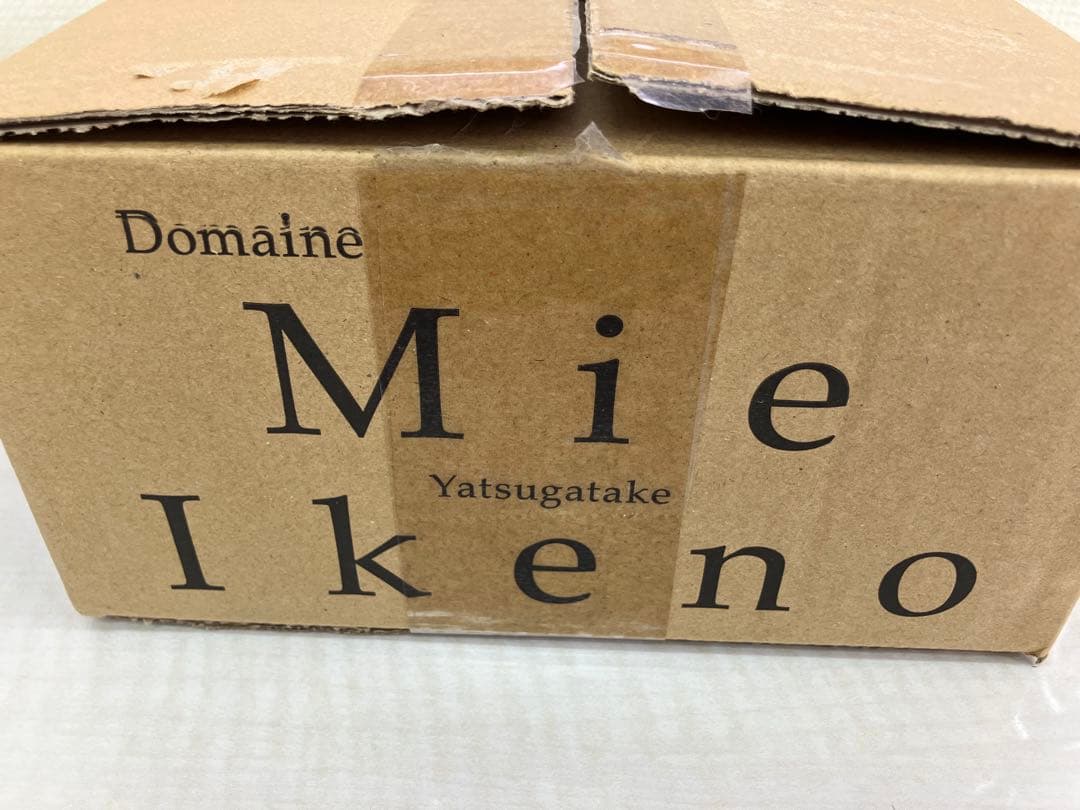 Domaine
Mie
Yatsugatake
Ikeno